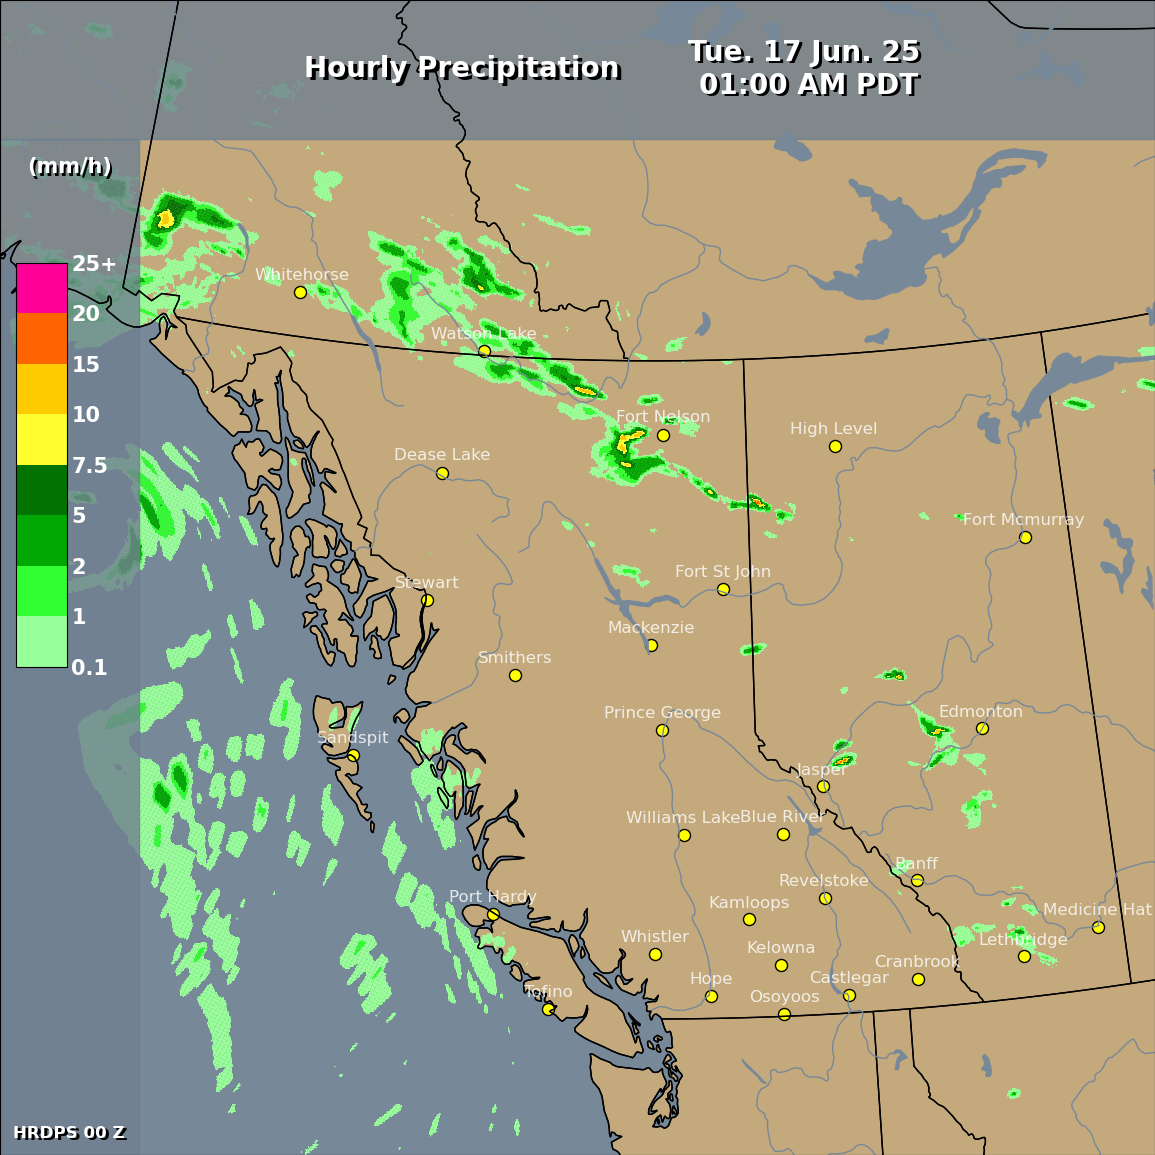 Hourly Precipitation
Tue. 17 Jun. 25
01:00 AM PDT
(mm/h)
25+
20
15
10
7.5
5
2
1
0.1
Whitehorse
Watson Lake
Fort Nelson
High Level
Dease Lake
Fort Mcmurray
Fort St John
Stewart
Mackenzie
Smithers
Prince George
Edmonton
Sandspit
Jasper
Williams Lake
Blue River
Banff
Revelstoke
Port Hardy
Kamloops
Medicine Hat
Whistler
Kelowna
Lethbridge
Cranbrook
Hope
Castlegar
Tofino
Osoyoos
HRDPS 00 Z